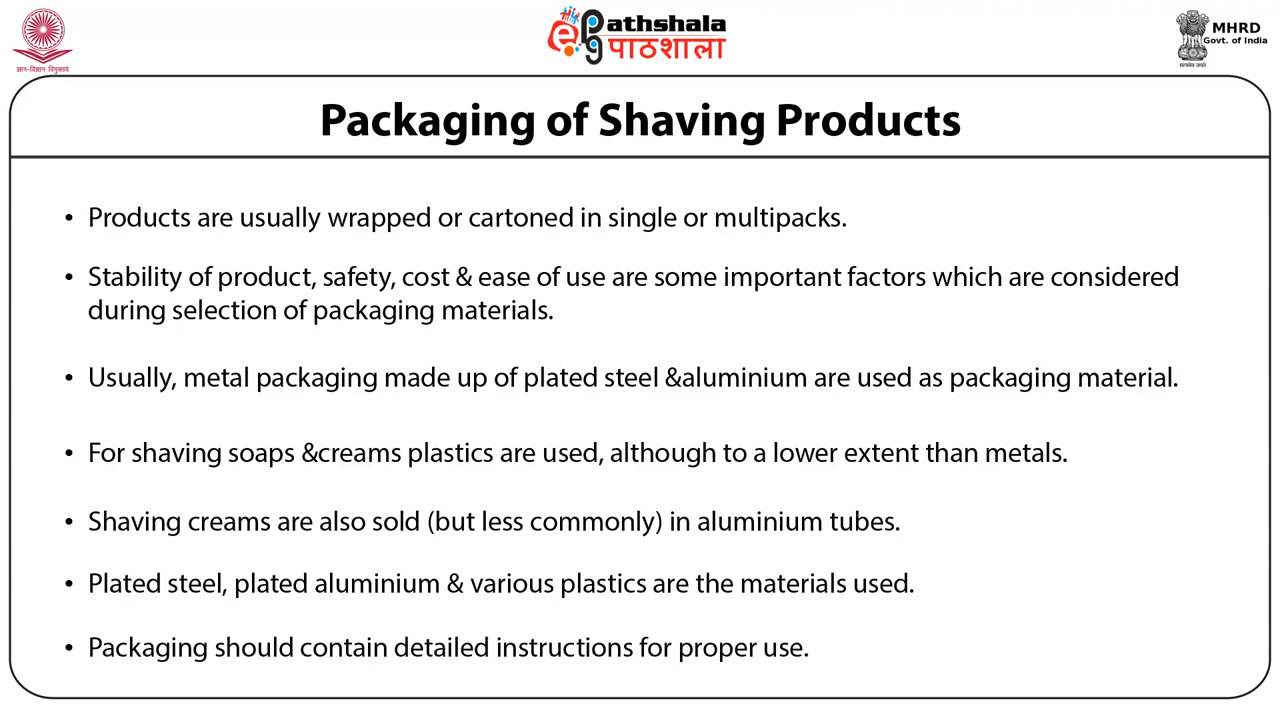 ज्ञान-विज्ञान विमुक्तये
ePathshala
पाठशाला
MHRD
Govt. of India
सत्यमेव जयते
Packaging of Shaving Products
• Products are usually wrapped or cartoned in single or multipacks.
• Stability of product, safety, cost & ease of use are some important factors which are considered
during selection of packaging materials.
• Usually, metal packaging made up of plated steel &aluminium are used as packaging material.
• For shaving soaps &creams plastics are used, although to a lower extent than metals.
• Shaving creams are also sold (but less commonly) in aluminium tubes.
• Plated steel, plated aluminium & various plastics are the materials used.
• Packaging should contain detailed instructions for proper use.